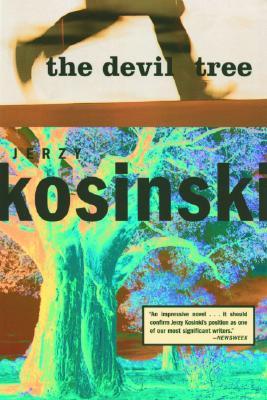 the devil tree
JERZY
kosinski
"An impressive novel . . . it should
confirm Jerzy Kosinki's position as one
of our most significant writers."
—NEWSWEEK